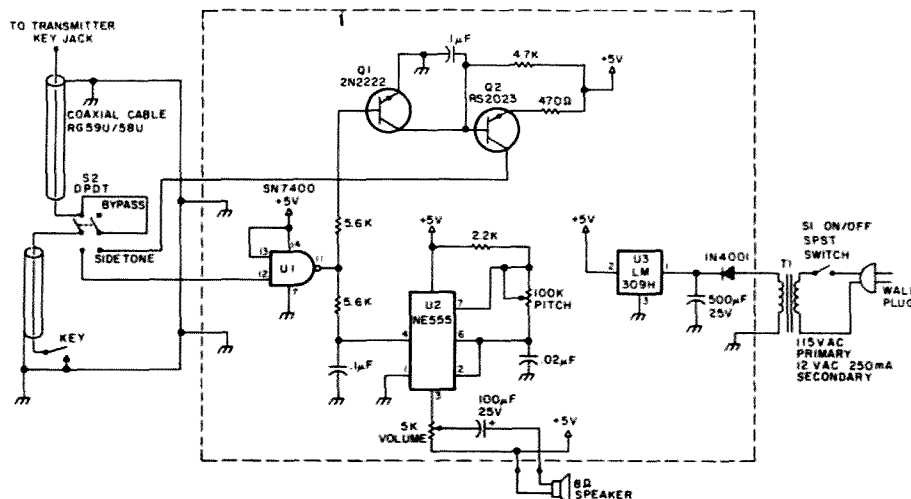 TO TRANSMITTER
KEY JACK
COAXIAL CABLE
RG59U/58U
S2
DPDT
BYPASS
SIDETONE
KEY
1
Q1
2N2222
.1µF
4.7K
+5V
Q2
RS2023
470Ω
SN7400
+5V
14
13
12
U1
11
7
5.6K
5.6K
.1µF
+5V
2.2K
U2
NE555
7
100K
PITCH
4
6
1
2
3
.02µF
100µF
25V
+
5K
VOLUME
+5V
8Ω
SPEAKER
+5V
2
U3
LM
309H
1
3
1N4001
500µF
25V
T1
S1 ON/OFF
SPST
SWITCH
WALL
PLUG
115VAC
PRIMARY
12 VAC 250mA
SECONDARY